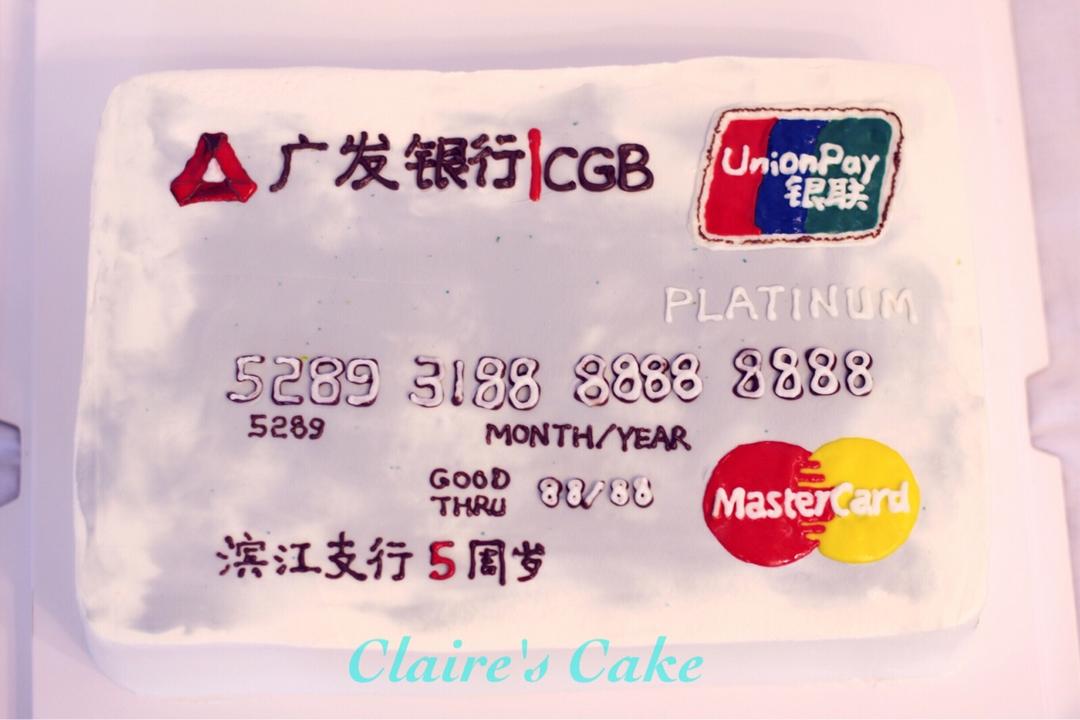 广发银行|CGB
UnionPay
银联
PLATINUM
5289 3188 8888 8888
5289
MONTH/YEAR
GOOD
THRU
88/88
MasterCard
滨江支行5周岁
Claire's Cake